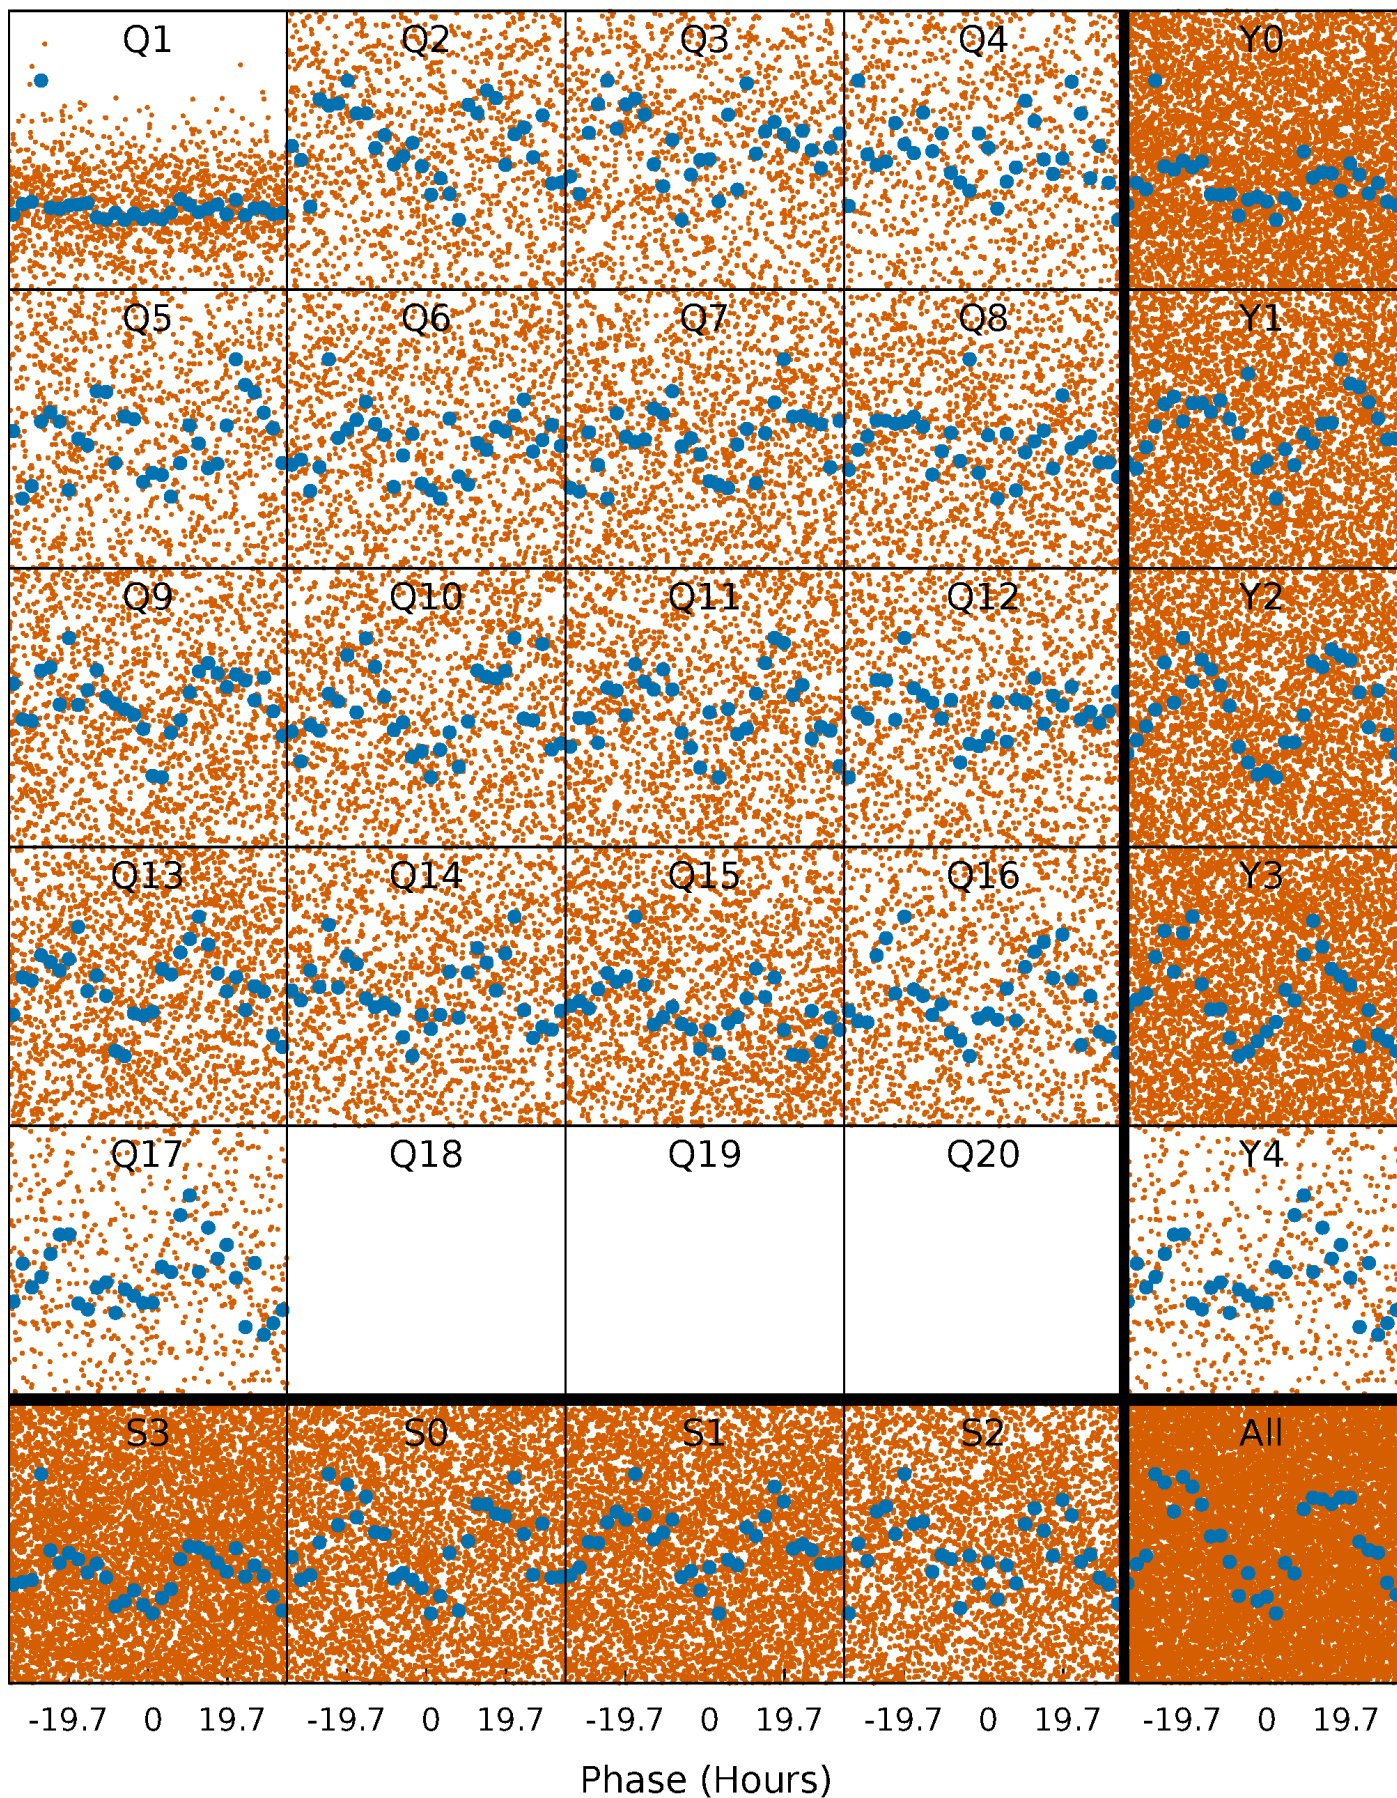 Q1 Q2 Q3 Q4 Y0
Q5 Q6 Q7 Q8 Y1
Q9 Q10 Q11 Q12 Y2
Q13 Q14 Q15 Q16 Y3
Q17 Q18 Q19 Q20 Y4
S3 S0 S1 S2 All
-19.7 0 19.7 -19.7 0 19.7 -19.7 0 19.7 -19.7 0 19.7 -19.7 0 19.7
Phase (Hours)